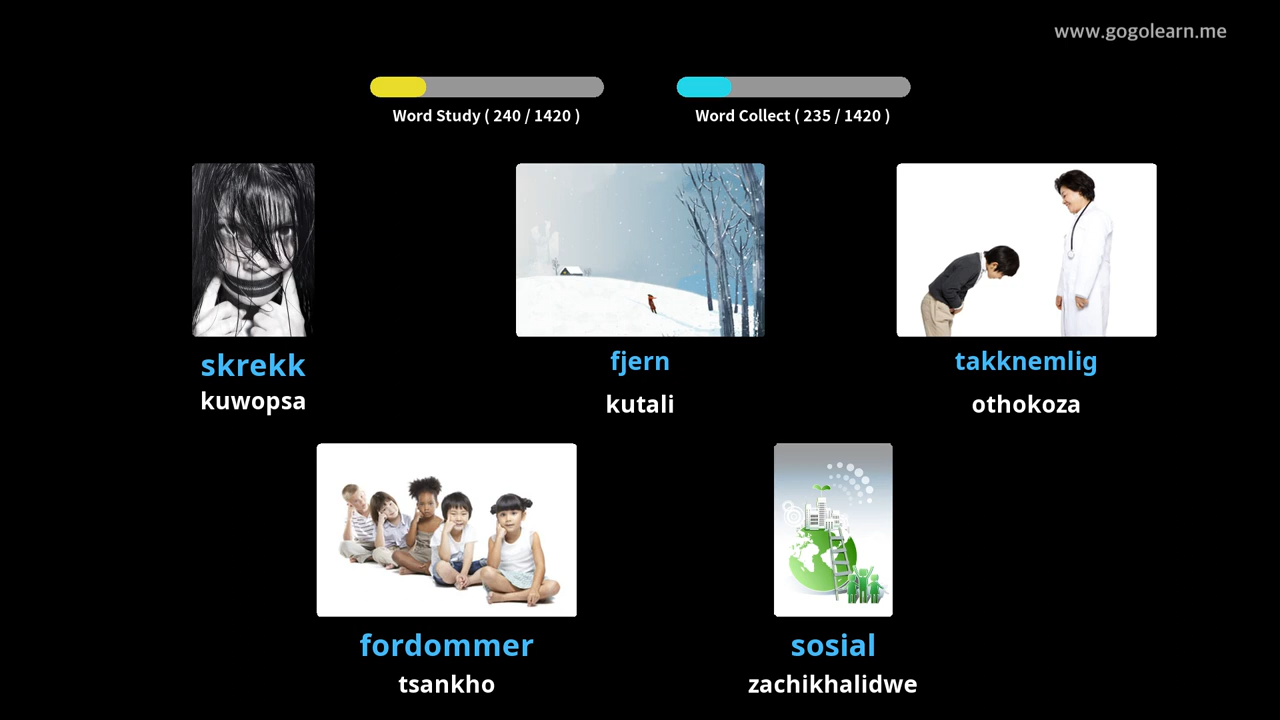 www.gogolearn.me
Word Study ( 240 / 1420 )
Word Collect ( 235 / 1420 )
skrekk
kuwopsa
fjern
kutali
takknemlig
othokoza
fordommer
tsankho
sosial
zachikhalidwe